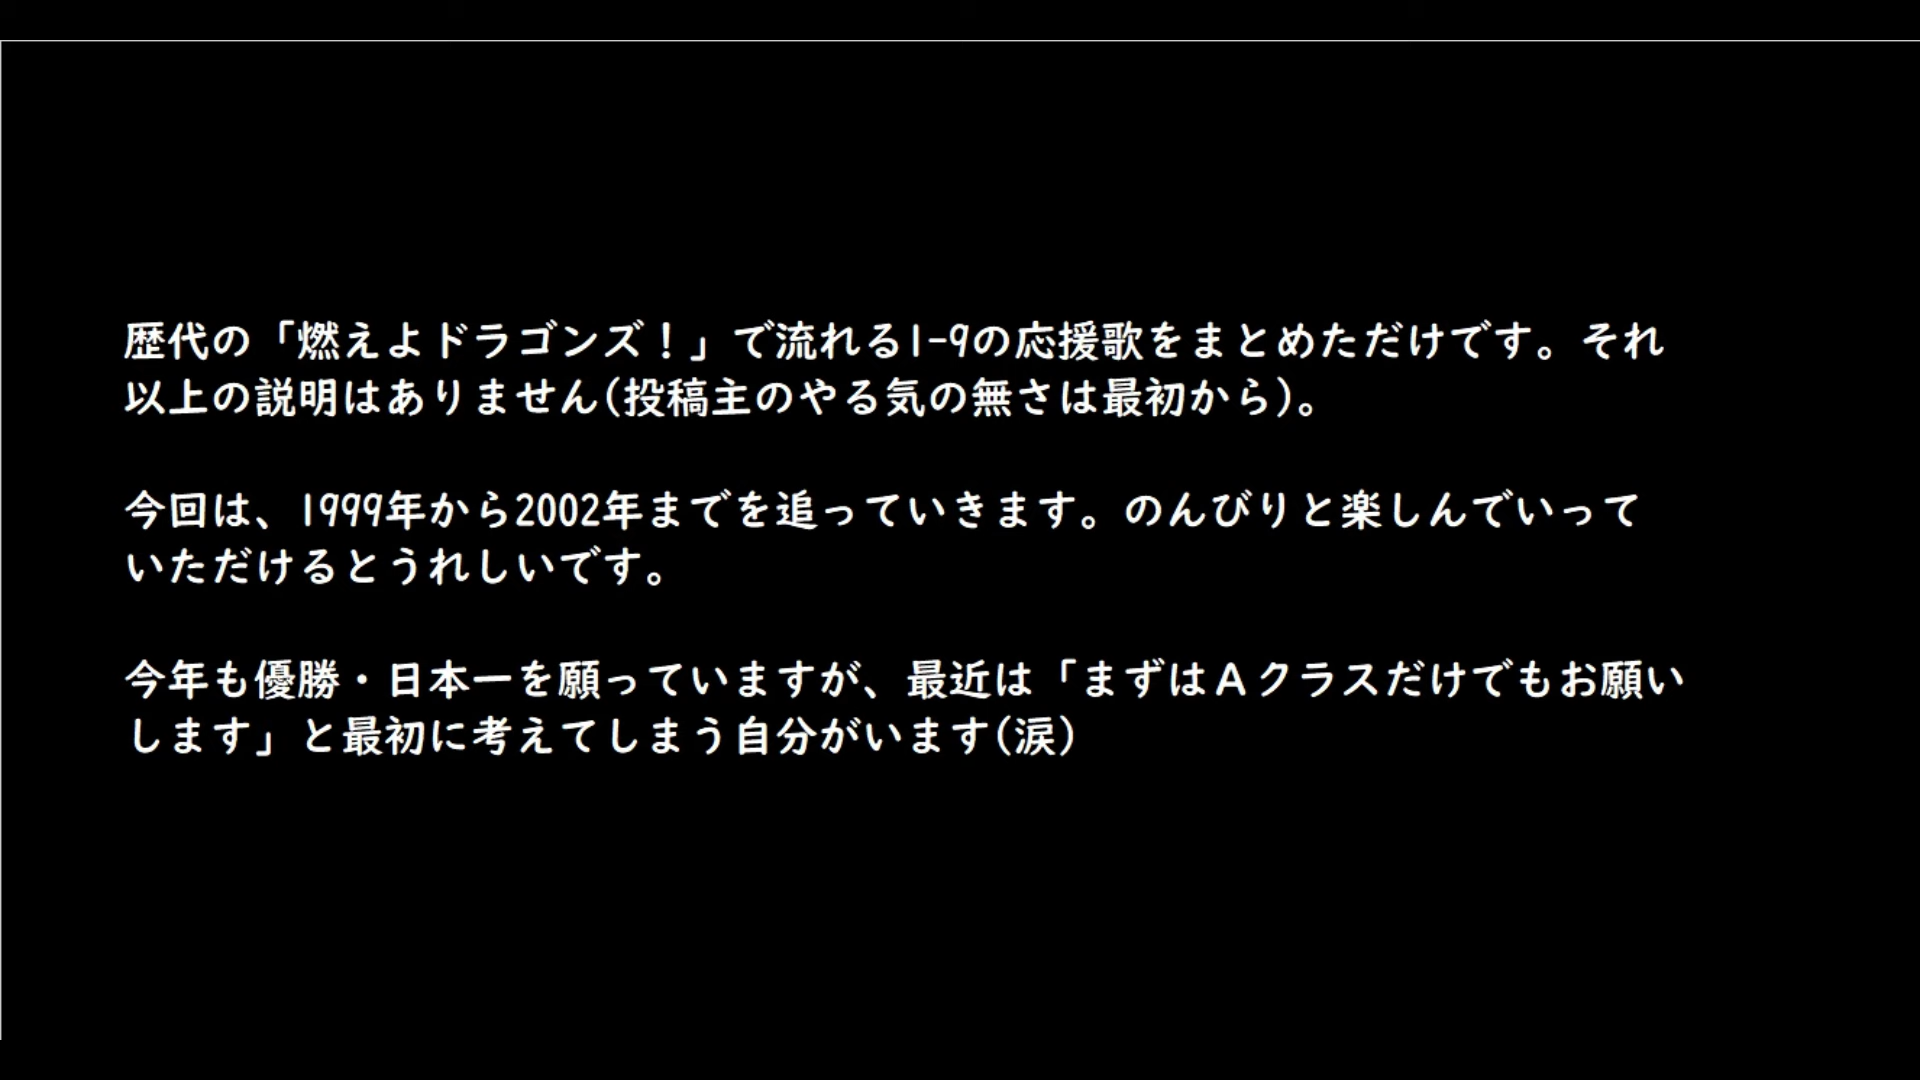 歴代の「燃えよドラゴンズ！」で流れる1-9の応援歌をまとめただけです。それ
以上の説明はありません(投稿主のやる気の無さは最初から)。
今回は、1999年から2002年までを追っていきます。のんびりと楽しんでいって
いただけるとうれしいです。
今年も優勝・日本一を願っていますが、最近は「まずはＡクラスだけでもお願い
します」と最初に考えてしまう自分がいます(涙)